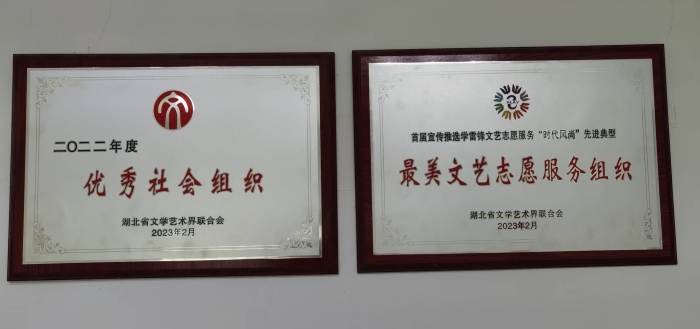 二〇二二年度
优秀社会组织
湖北省文学艺术界联合会
2023年2月
首届宣传推选学雷锋文艺志愿服务“时代风尚”先进典型
最美文艺志愿服务组织
湖北省文学艺术界联合会
2023年2月